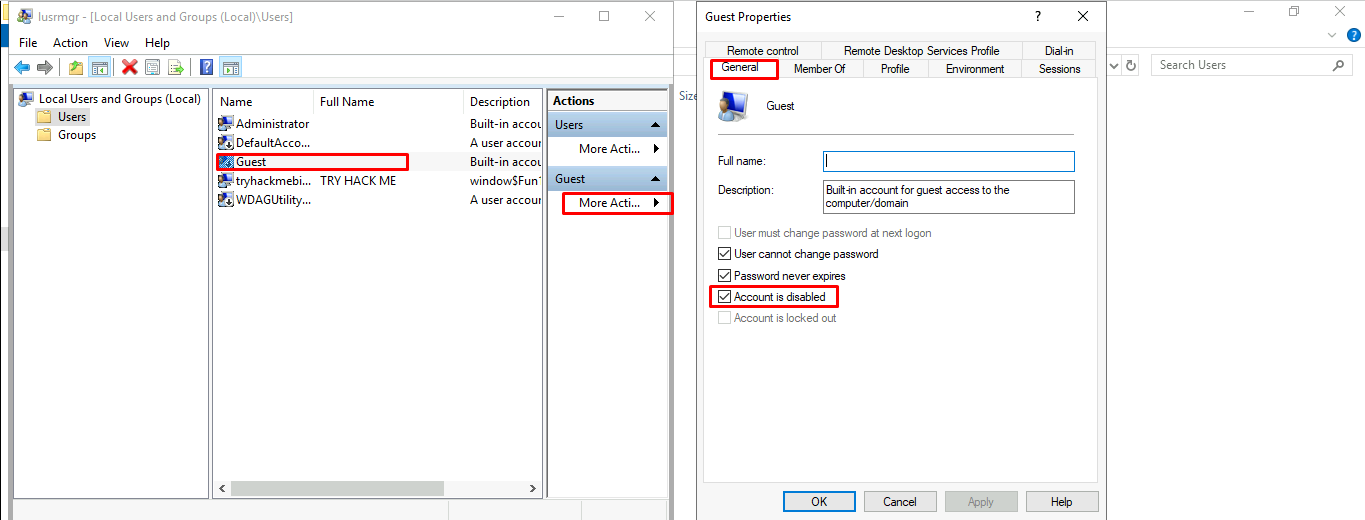 lusrmgr - [Local Users and Groups (Local)\Users]
File Action View Help
Local Users and Groups (Local)
Users
Groups
Name Full Name Description
Administrator Built-in accou
DefaultAcco... A user accoun
Guest Built-in accou
tryhackmebi... TRY HACK ME window$Fun
WDAGUtility... A user accoun
Actions
Users
More Acti...
Guest
More Acti...
Size
Guest Properties
?
Remote control Remote Desktop Services Profile Dial-in
General Member Of Profile Environment Sessions
Guest
Full name:
Description: Built-in account for guest access to the
computer/domain
User must change password at next logon
User cannot change password
Password never expires
Account is disabled
Account is locked out
OK Cancel Apply Help
?
Search Users